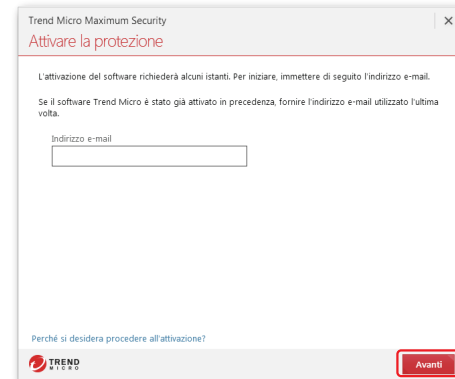 Trend Micro Maximum Security
Attivare la protezione
L'attivazione del software richiederà alcuni istanti. Per iniziare, immettere di seguito l'indirizzo e-mail.
Se il software Trend Micro è stato già attivato in precedenza, fornire l'indirizzo e-mail utilizzato l'ultima
volta.
Indirizzo e-mail
Perché si desidera procedere all'attivazione?
TREND
MICRO
Avanti